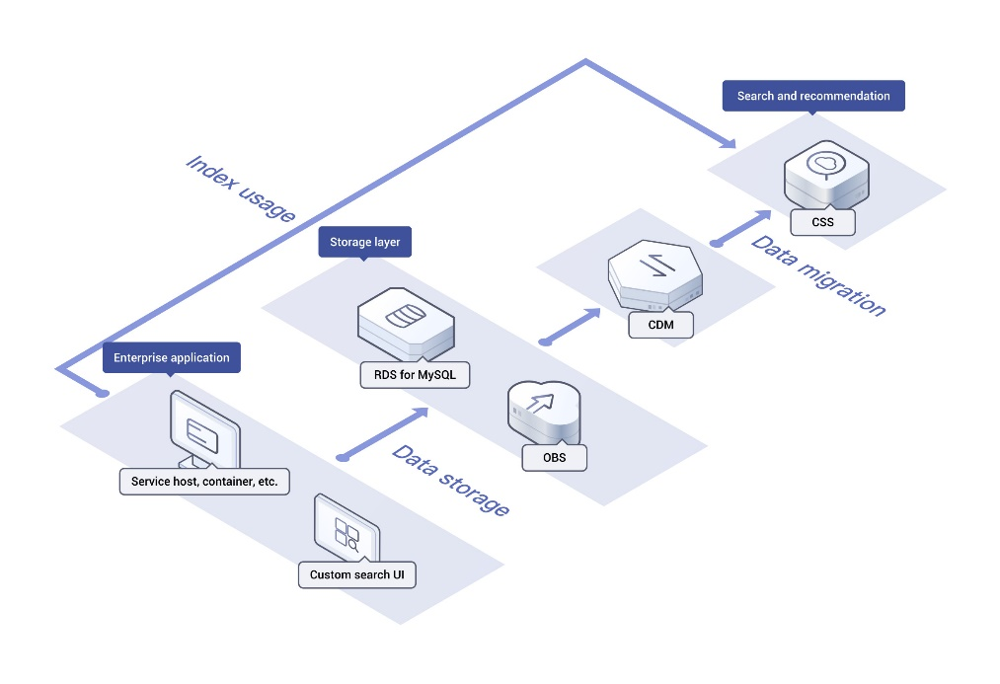 Search and recommendation
CSS
Index usage
Storage layer
Data migration
CDM
RDS for MySQL
Enterprise application
OBS
Data storage
Service host, container, etc.
Custom search UI